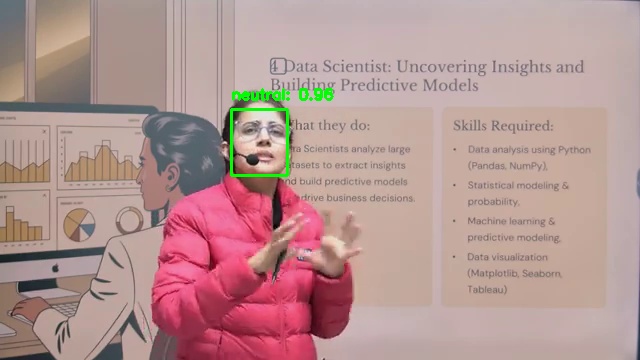 4 Data Scientist: Uncovering Insights and
Building Predictive Models
neutral: 0.98
What they do:
Data Scientists analyze large
datasets to extract insights
and build predictive models
drive business decisions.
Skills Required:
Data analysis using Python
(Pandas, NumPy),
Statistical modeling &
probability,
Machine learning &
predictive modeling,
Data visualization
(Matplotlib, Seaborn,
Tableau)